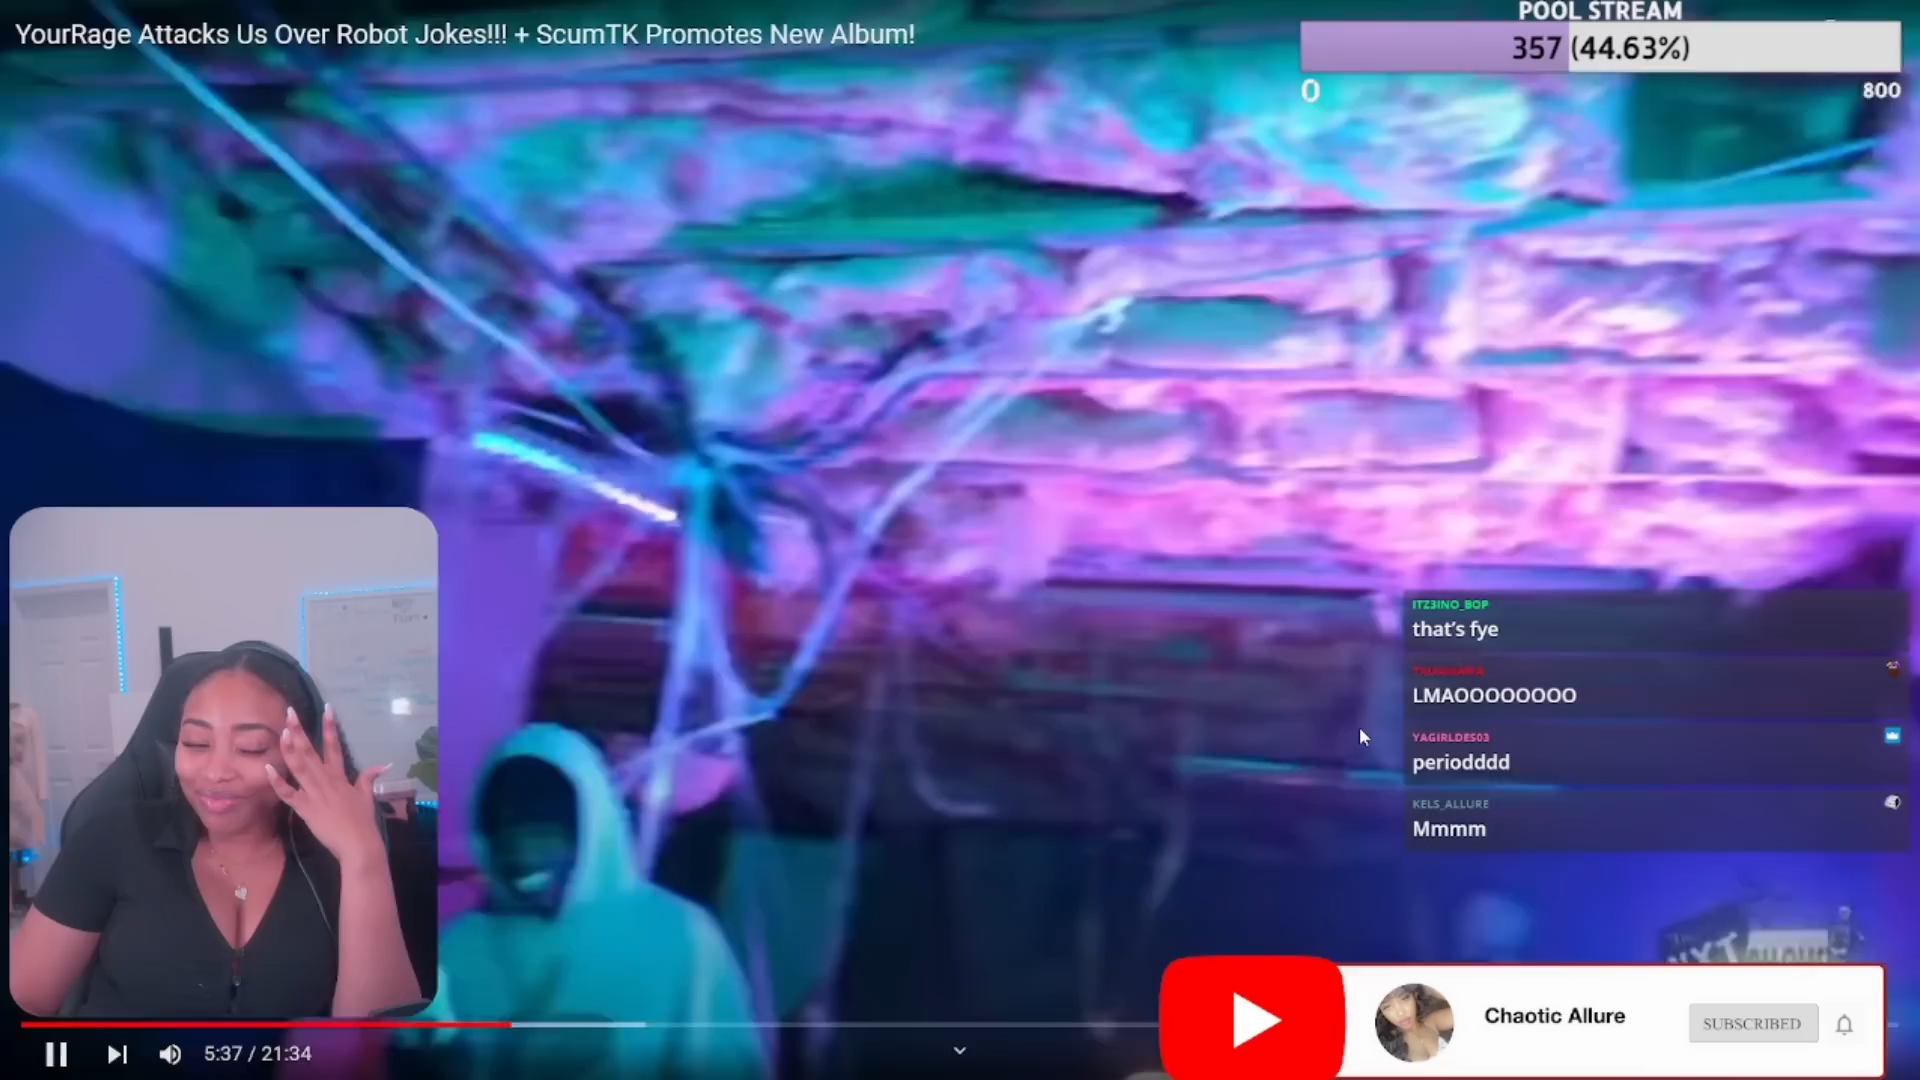 YourRage Attacks Us Over Robot Jokes!!! + ScumTK Promotes New Album!
POOL STREAM
357 (44.63%)
0
800
ITZ3INO_BOP
that's fye
LMAOOOOOOOO
YAGIRLDES03
periodddd
KELS_ALLURE
Mmmm
Chaotic Allure
SUBSCRIBED
5:37 / 21:34